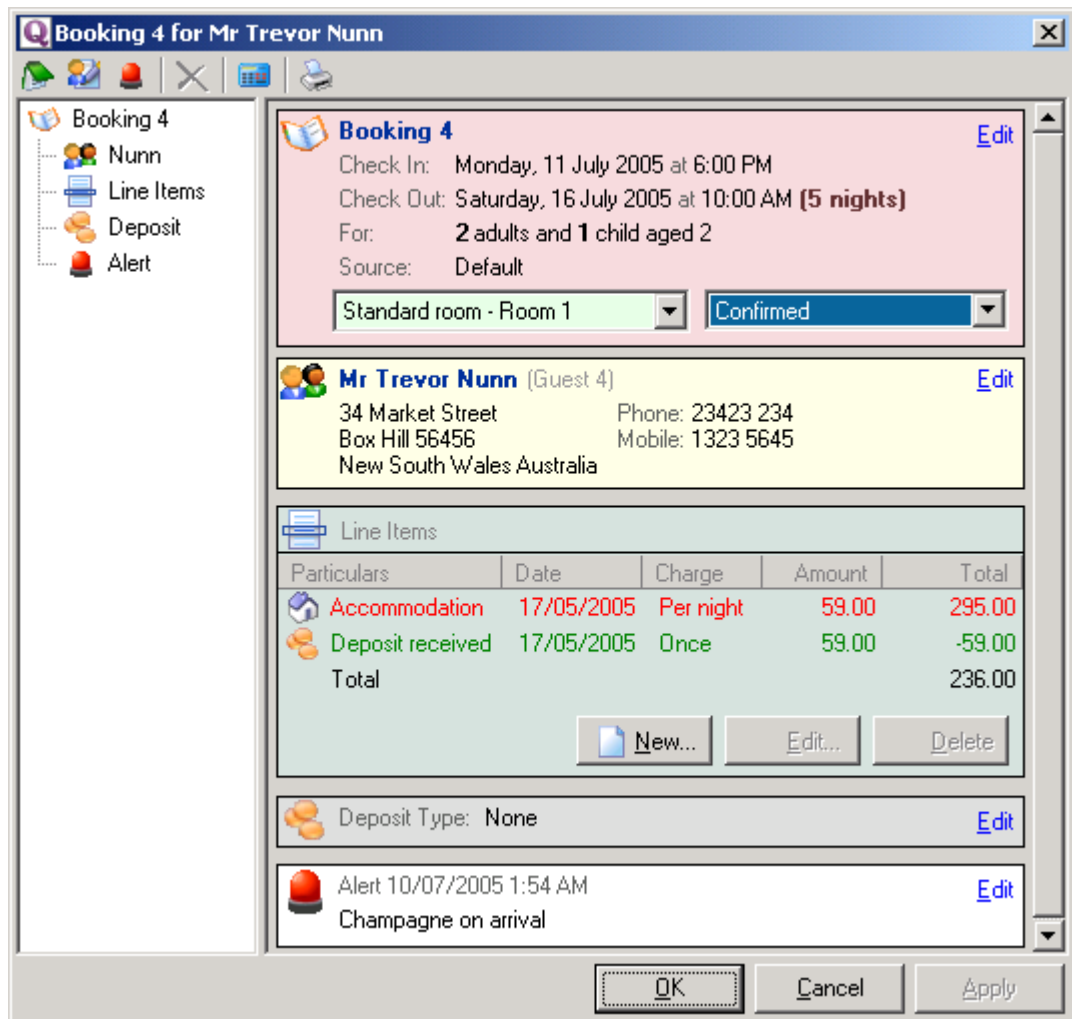 Booking 4 for Mr Trevor Nunn
Booking 4
Nunn
Line Items
Deposit
Alert
Booking 4 Edit
Check In: Monday, 11 July 2005 at 6:00 PM
Check Out: Saturday, 16 July 2005 at 10:00 AM (5 nights)
For: 2 adults and 1 child aged 2
Source: Default
Standard room - Room 1 Confirmed
Mr Trevor Nunn (Guest 4) Edit
34 Market Street Phone: 23423 234
Box Hill 56456 Mobile: 1323 5645
New South Wales Australia
Line Items
Particulars Date Charge Amount Total
Accommodation 17/05/2005 Per night 59.00 295.00
Deposit received 17/05/2005 Once 59.00 -59.00
Total 236.00
New... Edit... Delete
Deposit Type: None Edit
Alert 10/07/2005 1:54 AM Edit
Champagne on arrival
OK Cancel Apply